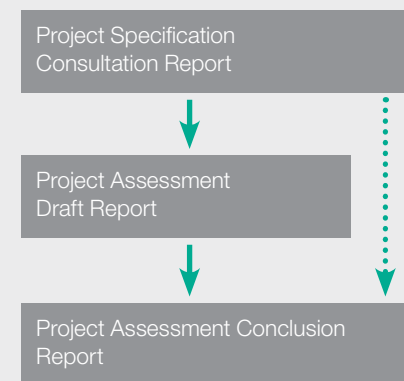 Project Specification
Consultation Report
Project Assessment
Draft Report
Project Assessment Conclusion
Report